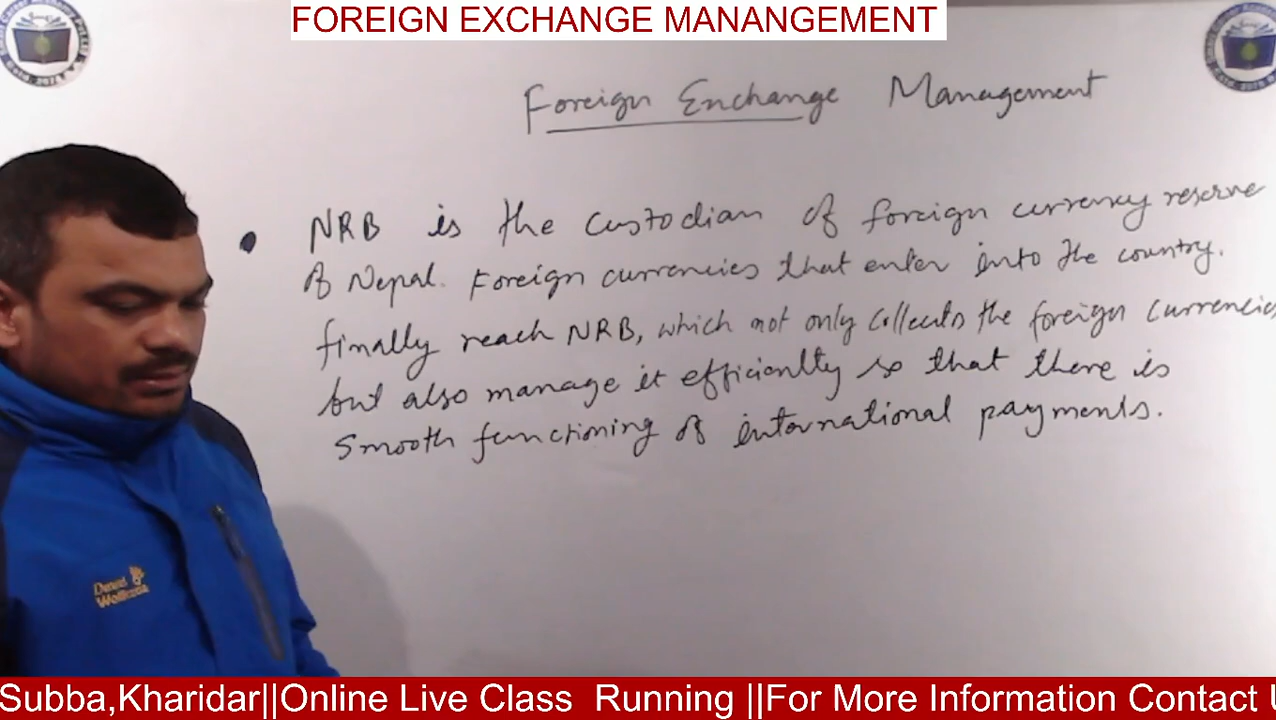 FOREIGN EXCHANGE MANANGEMENT
Foreign Exchange Management
• NRB is the custodian of foreign currency reserve
of Nepal. Foreign currencies that enter into the country.
finally reach NRB, which not only collects the foreign currencies
but also manage it efficiently so that there is
smooth functioning of international payments.
Subba,Kharidar||Online Live Class Running ||For More Information Contact U